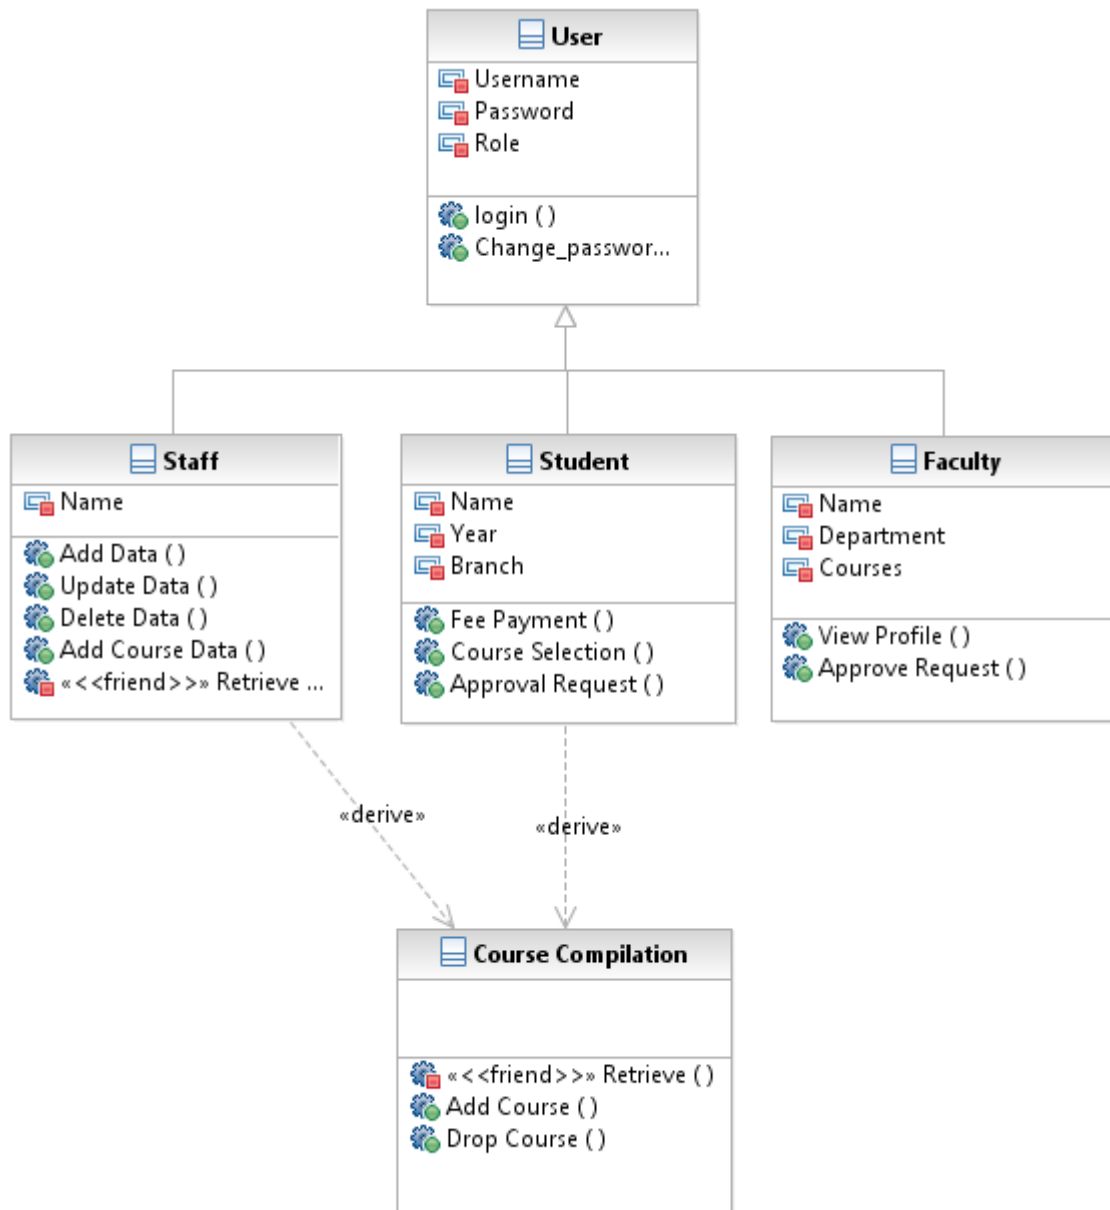 User
Username
Password
Role
login ( )
Change_passwor...
Staff
Name
Add Data ( )
Update Data ( )
Delete Data ( )
Add Course Data ( )
«<<friend>>» Retrieve ...
Student
Name
Year
Branch
Fee Payment ( )
Course Selection ( )
Approval Request ( )
Faculty
Name
Department
Courses
View Profile ( )
Approve Request ( )
«derive»
«derive»
Course Compilation
«<<friend>>» Retrieve ( )
Add Course ( )
Drop Course ( )